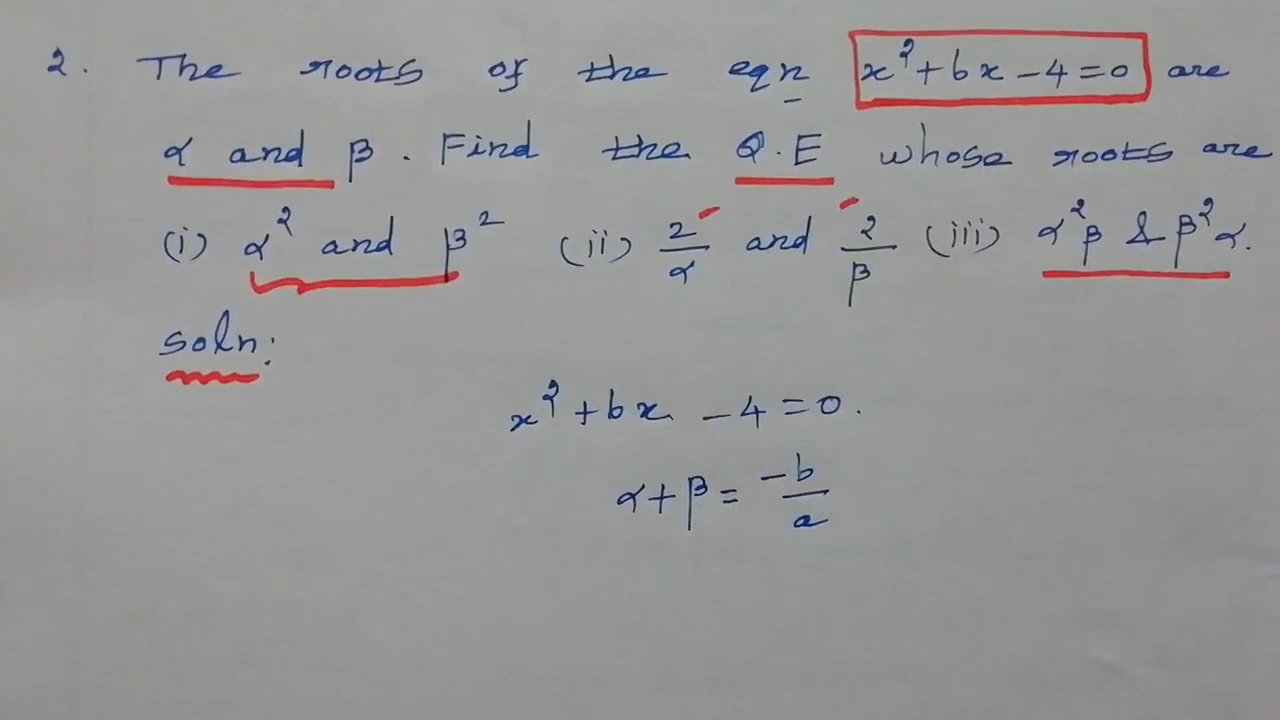 2. The roots of the eqn x²+6x-4=0 are
α and β. Find the Q.E whose roots are
(i) α² and β² (ii) 2/α and 2/β (iii) α²β & β²α.
Soln:
x²+6x-4=0.
α+β = -b/a